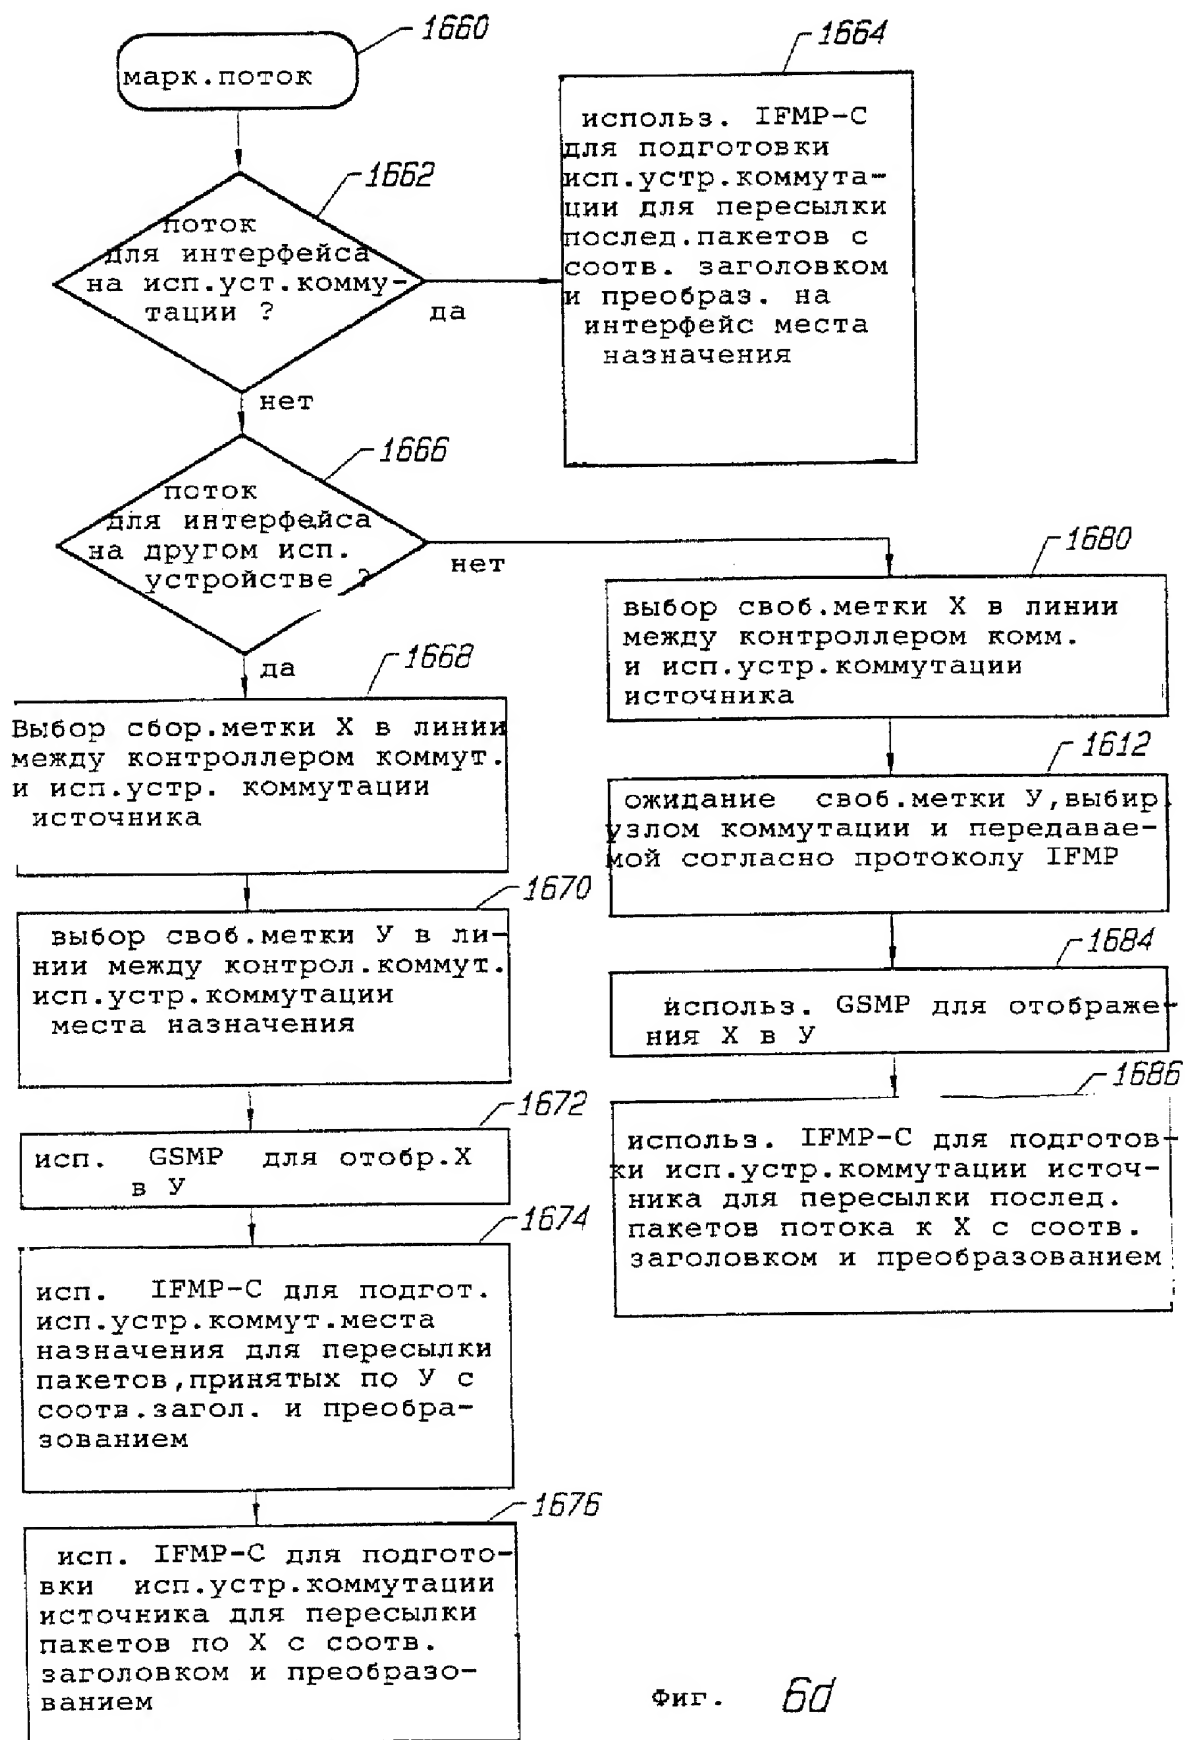 1660
марк.поток
1662
поток
для интерфейса
на исп.уст.комму-
тации ?
да
нет
1664
использ. IFMP-C
для подготовки
исп.устр.коммута-
ции для пересылки
послед.пакетов с
соотв. заголовком
и преобраз. на
интерфейс места
назначения
1666
поток
для интерфейса
на другом исп.
устройстве ?
нет
да
1668
Выбор сбор.метки X в линии
между контроллером коммут.
и исп.устр. коммутации
источника
1670
выбор своб.метки У в ли-
нии между контрол.коммут.
исп.устр.коммутации
места назначения
1672
исп. GSMP для отобр.X
в У
1674
исп. IFMP-C для подгот.
исп.устр.коммут.места
назначения для пересылки
пакетов,принятых по У с
соотв.загол. и преобра-
зованием
1676
исп. IFMP-C для подгото-
вки исп.устр.коммутации
источника для пересылки
пакетов по X с соотв.
заголовком и преобразо-
ванием
1680
выбор своб.метки X в линии
между контроллером комм.
и исп.устр.коммутации
источника
1612
ожидание своб.метки У,выбир.
узлом коммутации и передавае-
мой согласно протоколу IFMP
1684
использ. GSMP для отображе-
ния X в У
1686
использ. IFMP-C для подготов-
ки исп.устр.коммутации источ-
ника для пересылки послед.
пакетов потока к X с соотв.
заголовком и преобразованием
Фиг. 6d